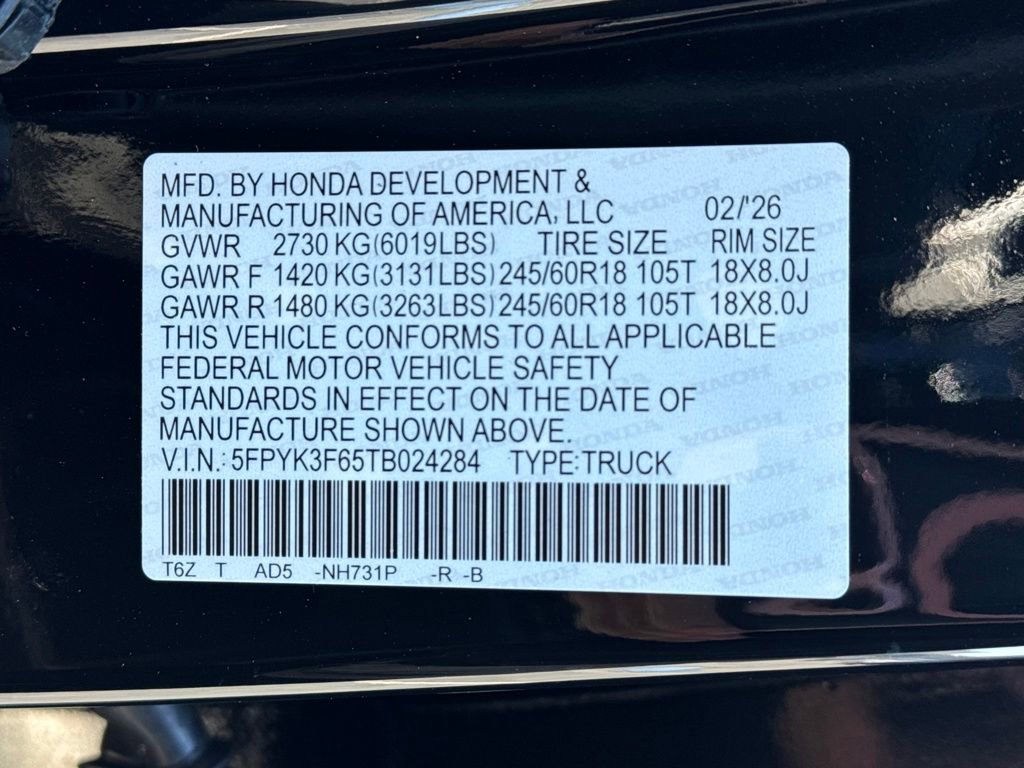 MFD. BY HONDA DEVELOPMENT &
MANUFACTURING OF AMERICA, LLC 02/'26
GVWR 2730 KG(6019LBS) TIRE SIZE RIM SIZE
GAWR F 1420 KG(3131LBS) 245/60R18 105T 18X8.0J
GAWR R 1480 KG(3263LBS) 245/60R18 105T 18X8.0J
THIS VEHICLE CONFORMS TO ALL APPLICABLE
FEDERAL MOTOR VEHICLE SAFETY
STANDARDS IN EFFECT ON THE DATE OF
MANUFACTURE SHOWN ABOVE.
V.I.N.: 5FPYK3F65TB024284 TYPE:TRUCK
T6Z T AD5 -NH731P -R -B